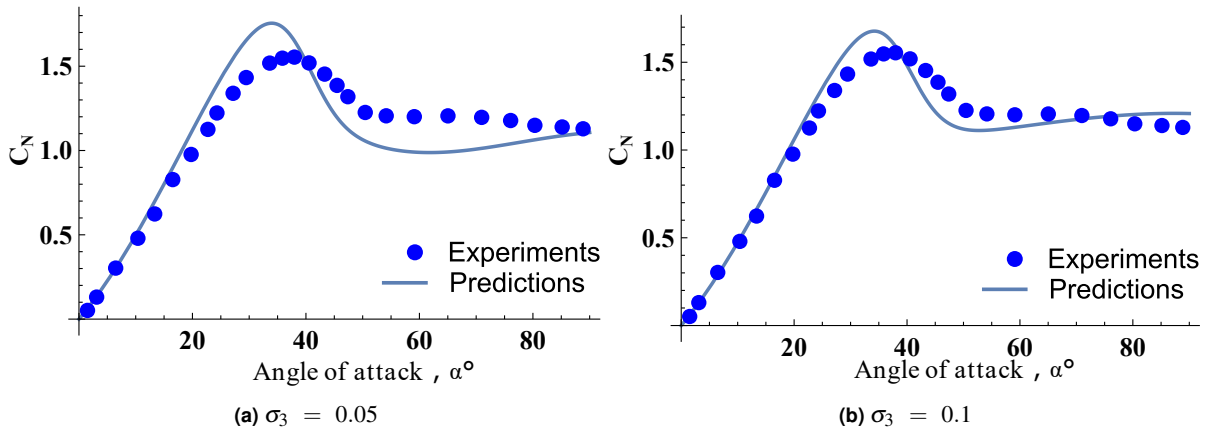 C_N
1.5
1.0
0.5
20
40
60
80
Angle of attack , α°
Experiments
Predictions
(a) σ₃ = 0.05
C_N
1.5
1.0
0.5
20
40
60
80
Angle of attack , α°
Experiments
Predictions
(b) σ₃ = 0.1